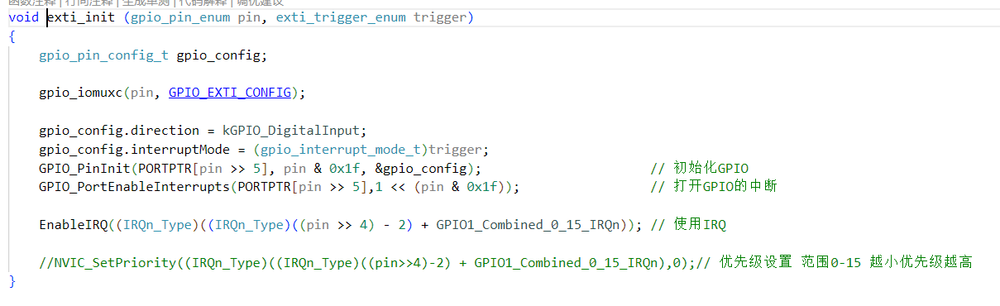 函数注释 | 行间注释 | 生成单测 | 代码解释 | 调优建议
void exti_init (gpio_pin_enum pin, exti_trigger_enum trigger)
{
gpio_pin_config_t gpio_config;
gpio_iomuxc(pin, GPIO_EXTI_CONFIG);
gpio_config.direction = kGPIO_DigitalInput;
gpio_config.interruptMode = (gpio_interrupt_mode_t)trigger;
GPIO_PinInit(PORTPTR[pin >> 5], pin & 0x1f, &gpio_config); // 初始化GPIO
GPIO_PortEnableInterrupts(PORTPTR[pin >> 5],1 << (pin & 0x1f)); // 打开GPIO的中断
EnableIRQ((IRQn_Type)((IRQn_Type)((pin >> 4) - 2) + GPIO1_Combined_0_15_IRQn)); // 使用IRQ
//NVIC_SetPriority((IRQn_Type)((IRQn_Type)((pin>>4)-2) + GPIO1_Combined_0_15_IRQn),0);// 优先级设置 范围0-15 越小优先级越高
}